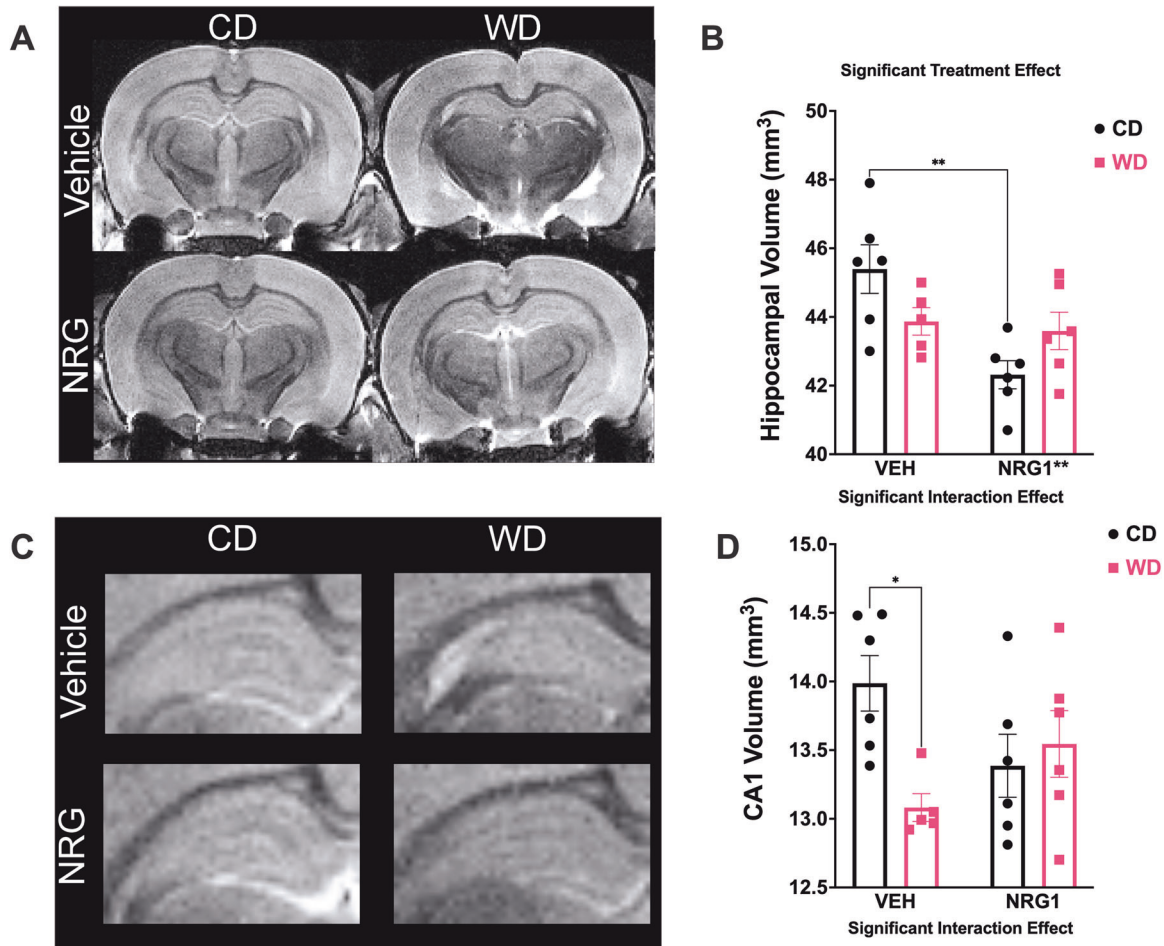 A
CD
WD
Vehicle
NRG
B
Significant Treatment Effect
Hippocampal Volume (mm³)
50
48
46
44
42
40
**
CD
WD
VEH
NRG1**
Significant Interaction Effect
C
CD
WD
Vehicle
NRG
D
CA1 Volume (mm³)
15.0
14.5
14.0
13.5
13.0
12.5
*
CD
WD
VEH
NRG1
Significant Interaction Effect